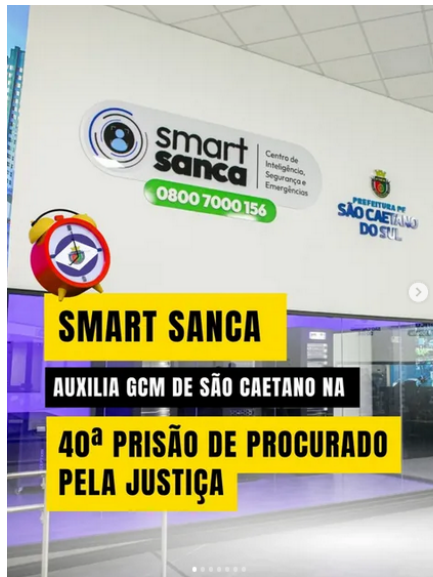 smart
sanca
Centro de
Inteligência,
Segurança e
Emergências
0800 7000 156
PREFEITURA DE
SÃO CAETANO
DO SUL
SMART SANCA
AUXILIA GCM DE SÃO CAETANO NA
40ª PRISÃO DE PROCURADO
PELA JUSTIÇA